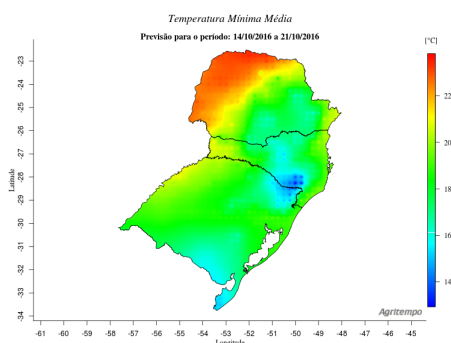 Temperatura Mínima Média
Previsão para o período: 14/10/2016 a 21/10/2016
[°C]
-23
-24
-25
-26
-27
-28
-29
-30
-31
-32
-33
-34
Latitude
22
20
18
16
14
Agritempo
-61 -60 -58 -57 -56 -55 -54 -53 -52 -51 -50 -49 -48 -47 -46 -45
Longitude